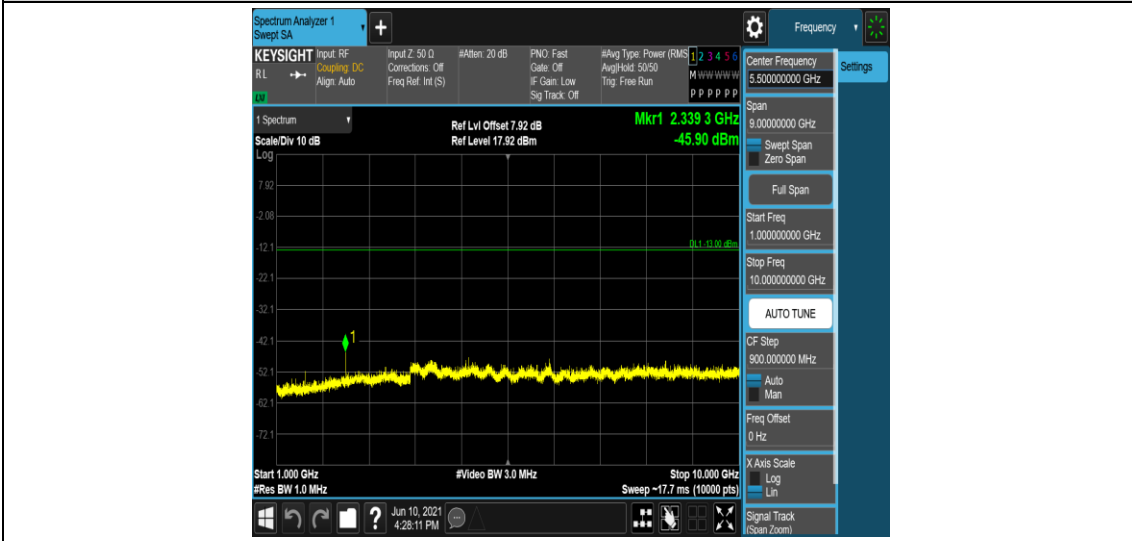 Spectrum Analyzer 1
Swept SA
Frequency
KEYSIGHT
RL
Input: RF
Coupling: DC
Align: Auto
Input Z: 50 Ω
Corrections: Off
Freq Ref: Int (S)
#Atten: 20 dB
PNO: Fast
Gate: Off
IF Gain: Low
Sig Track: Off
#Avg Type: Power (RMS
Avg|Hold: 50/50
Trig: Free Run
1 2 3 4 5 6
M W W W W W
P P P P P P
1 Spectrum
Scale/Div 10 dB
Log
Ref Lvl Offset 7.92 dB
Ref Level 17.92 dBm
Mkr1 2.339 3 GHz
-45.90 dBm
7.92
-2.08
-12.1
DL1 -13.00 dBm
-22.1
-32.1
-42.1
1
-52.1
-62.1
-72.1
Start 1.000 GHz
#Res BW 1.0 MHz
#Video BW 3.0 MHz
Stop 10.000 GHz
Sweep ~17.7 ms (10000 pts)
Center Frequency
5.50000000 GHz
Span
9.00000000 GHz
Swept Span
Zero Span
Full Span
Start Freq
1.000000000 GHz
Stop Freq
10.000000000 GHz
AUTO TUNE
CF Step
900.000000 MHz
Auto
Man
Freq Offset
0 Hz
X Axis Scale
Log
Lin
Signal Track
(Span Zoom)
Settings
?
Jun 10, 2021
4:28:11 PM